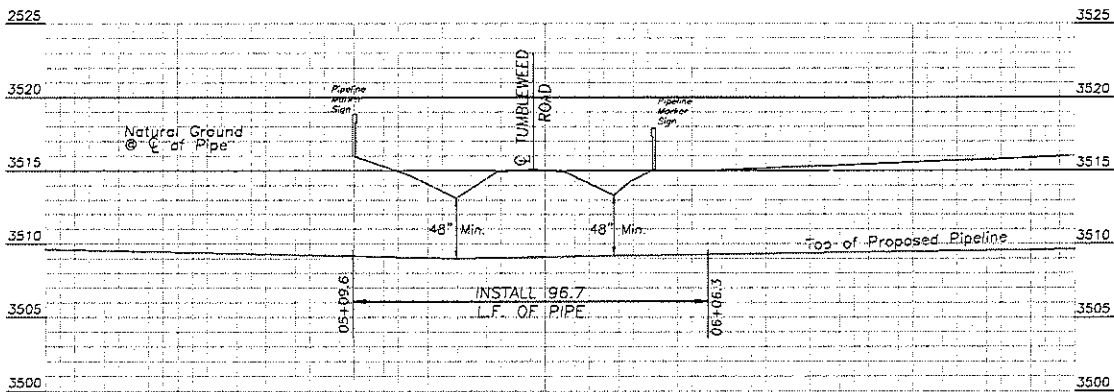 2525 2525
TUMBLEWEED
ROAD
Pipeline
Marker
Sign
3520 3520
Pipeline
Marker
Sign
Natural Ground
@ ℄ of Pipe
℄
3515 3515
48" Min. 48" Min.
3510 3510
Top of Proposed Pipeline
05+09.6
INSTALL 96.7
L.F. OF PIPE
06+06.3
3505 3505
3500 3500